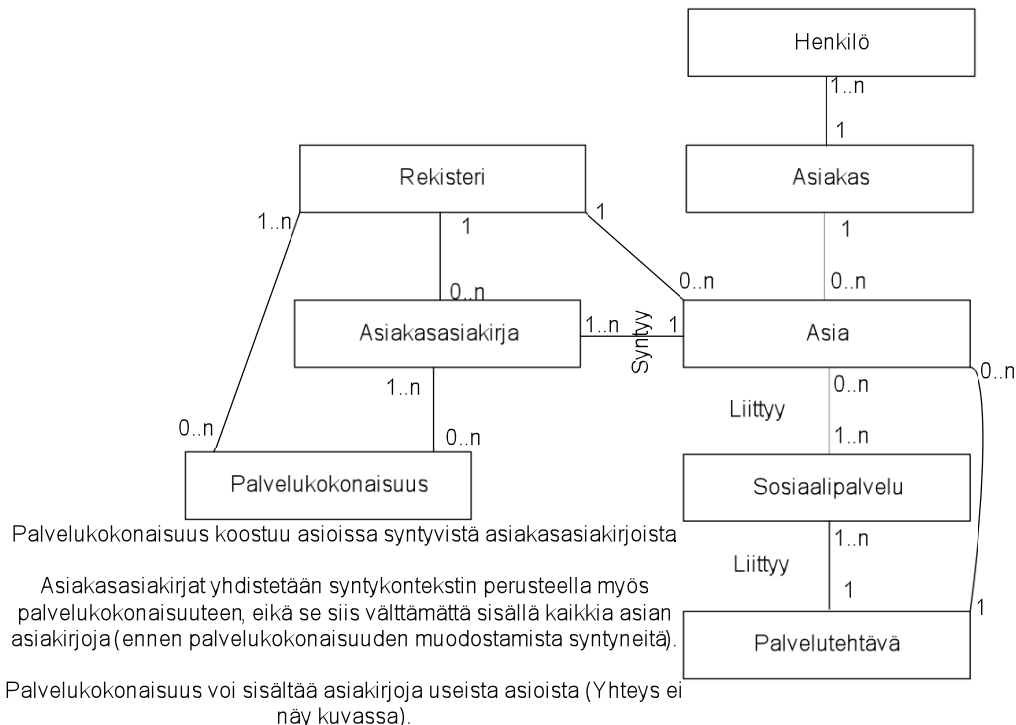 Henkilö
1..n
1
Rekisteri
Asiakas
1..n
1
1
1
0..n
0..n
0..n
Asiakasasiakirja
1..n
Syntyy
1
Asia
0..n
1..n
0..n
Liittyy
0..n
0..n
1..n
Palvelukokonaisuus
Sosiaalipalvelu
Palvelukokonaisuus koostuu asioissa syntyvistä asiakasasiakirjoista
1..n
Liittyy
1
Asiakasasiakirjat yhdistetään syntykontekstin perusteella myös
palvelukokonaisuuteen, eikä se siis välttämättä sisällä kaikkia asian
asiakirjoja (ennen palvelukokonaisuuden muodostamista syntyneitä).
1
Palvelutehtävä
Palvelukokonaisuus voi sisältää asiakirjoja useista asioista (Yhteys ei
näy kuvassa).